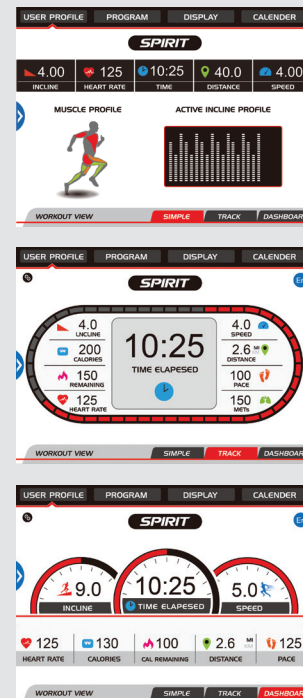 USER PROFILE PROGRAM DISPLAY CALENDER
SPIRIT
4.00 125 10:25 40.0 4.00
INCLINE HEART RATE TIME DISTANCE SPEED
MUSCLE PROFILE ACTIVE INCLINE PROFILE
WORKOUT VIEW SIMPLE TRACK DASHBOAR
USER PROFILE PROGRAM DISPLAY CALENDER
SPIRIT
En
4.0
UNCLINE
200
CALORIES
150
REMAINING
125
HEART RATE
10:25
TIME ELAPESED
4.0
SPEED
2.6 MI
DISTANCE
100
PACE
150
METs
WORKOUT VIEW SIMPLE TRACK DASHBOAR
USER PROFILE PROGRAM DISPLAY CALENDER
SPIRIT
En
9.0 10:25 5.0
INCLINE TIME ELAPESED SPEED
125 130 100 2.6 MI 125
HEART RATE CALORIES CAL REMAINING DISTANCE PACE
WORKOUT VIEW SIMPLE TRACK DASHBOAR